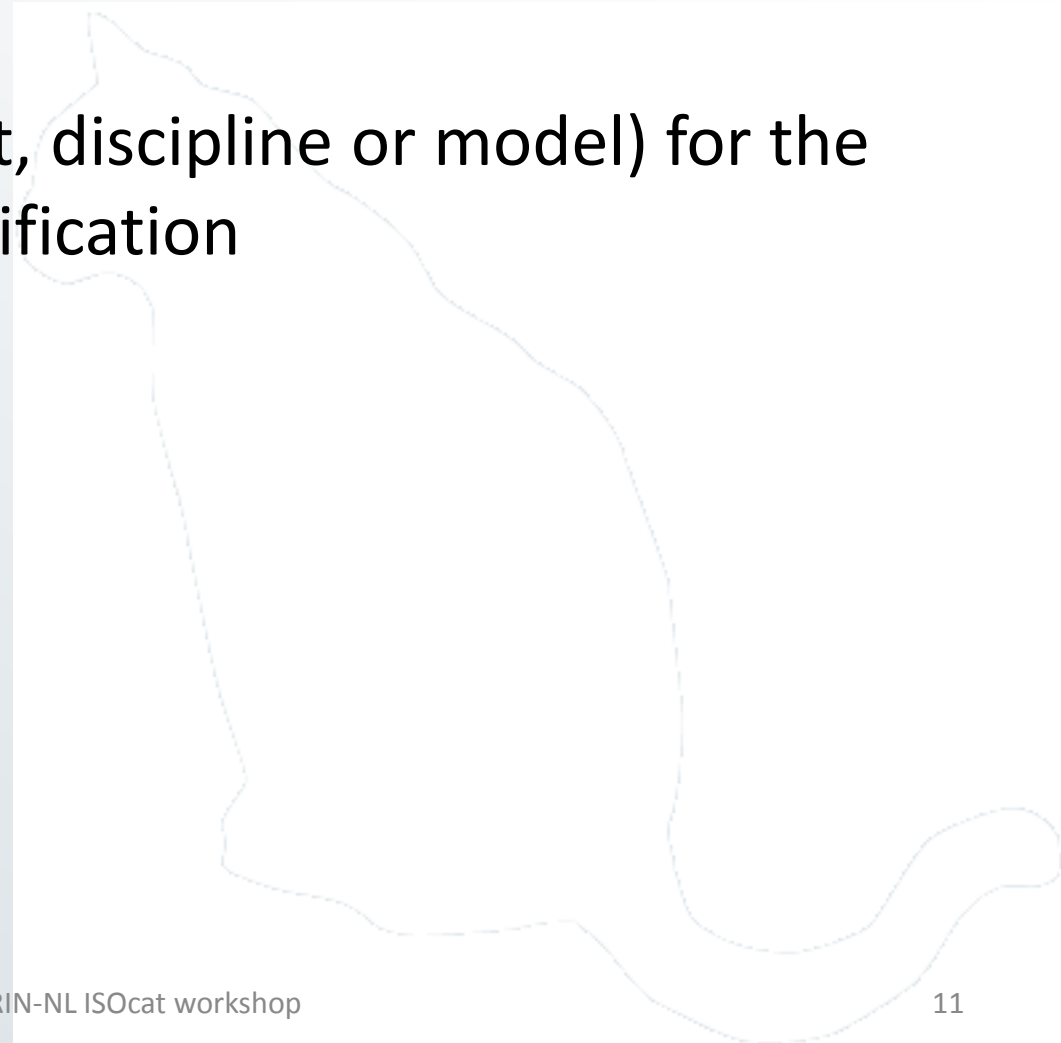 t, discipline or model) for the
ification
RIN-NL ISOcat workshop
11